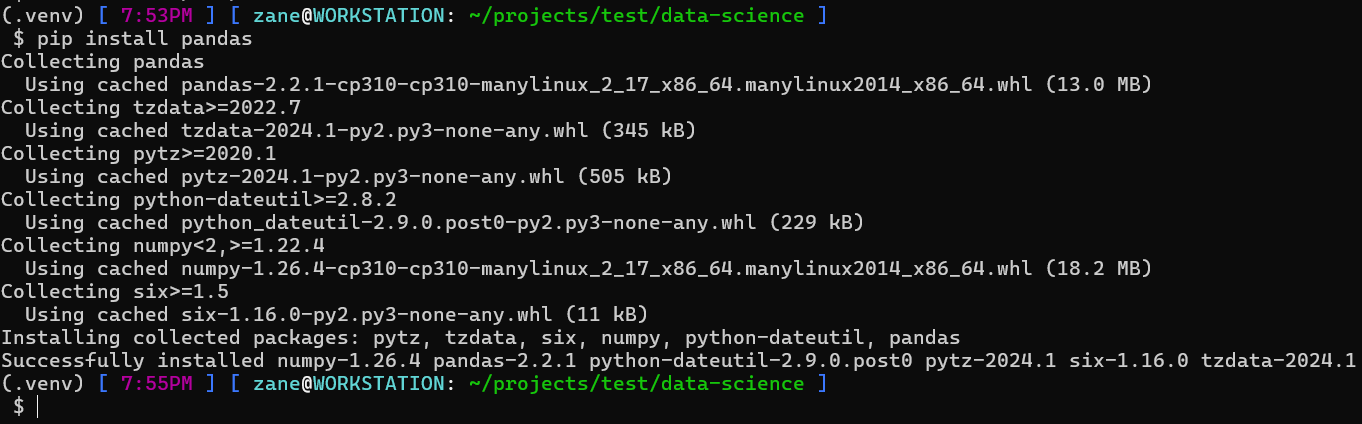 (.venv) [ 7:53PM ] [ zane@WORKSTATION: ~/projects/test/data-science ]
 $ pip install pandas
Collecting pandas
  Using cached pandas-2.2.1-cp310-cp310-manylinux_2_17_x86_64.manylinux2014_x86_64.whl (13.0 MB)
Collecting tzdata>=2022.7
  Using cached tzdata-2024.1-py2.py3-none-any.whl (345 kB)
Collecting pytz>=2020.1
  Using cached pytz-2024.1-py2.py3-none-any.whl (505 kB)
Collecting python-dateutil>=2.8.2
  Using cached python_dateutil-2.9.0.post0-py2.py3-none-any.whl (229 kB)
Collecting numpy<2,>=1.22.4
  Using cached numpy-1.26.4-cp310-cp310-manylinux_2_17_x86_64.manylinux2014_x86_64.whl (18.2 MB)
Collecting six>=1.5
  Using cached six-1.16.0-py2.py3-none-any.whl (11 kB)
Installing collected packages: pytz, tzdata, six, numpy, python-dateutil, pandas
Successfully installed numpy-1.26.4 pandas-2.2.1 python-dateutil-2.9.0.post0 pytz-2024.1 six-1.16.0 tzdata-2024.1
(.venv) [ 7:55PM ] [ zane@WORKSTATION: ~/projects/test/data-science ]
 $